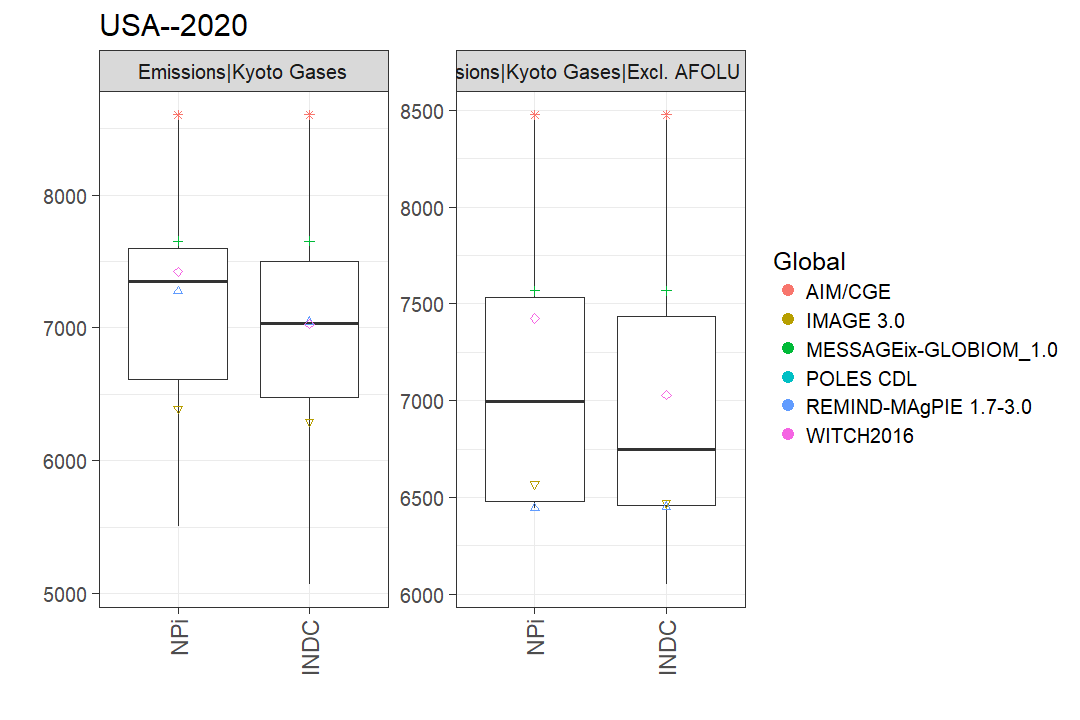 USA--2020
Emissions|Kyoto Gases
sions|Kyoto Gases|Excl. AFOLU
8000
7000
6000
5000
8500
8000
7500
7000
6500
6000
NPi
INDC
NPi
INDC
Global
AIM/CGE
IMAGE 3.0
MESSAGEix-GLOBIOM_1.0
POLES CDL
REMIND-MAgPIE 1.7-3.0
WITCH2016